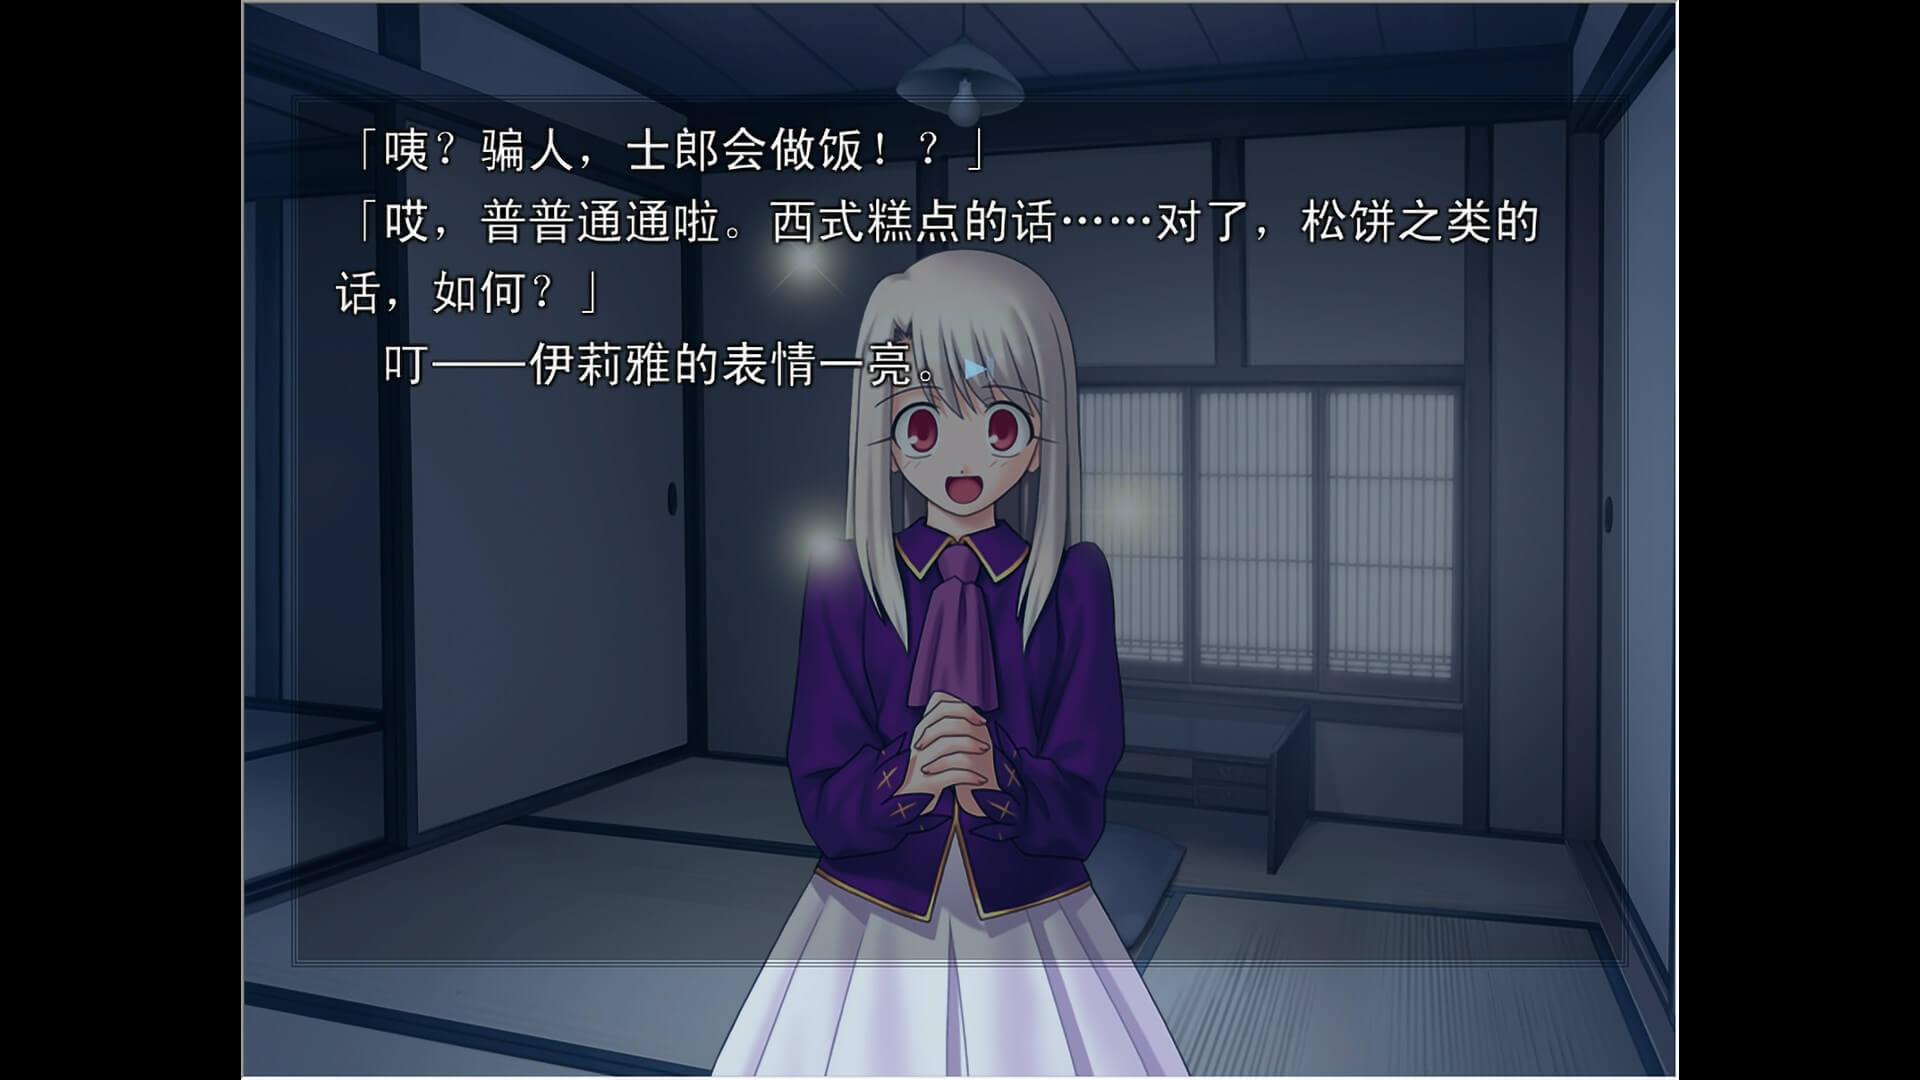 「咦？骗人，士郎会做饭！？」
「哎，普普通通啦。西式糕点的话……对了，松饼之类的
话，如何？」
叮——伊莉雅的表情一亮。